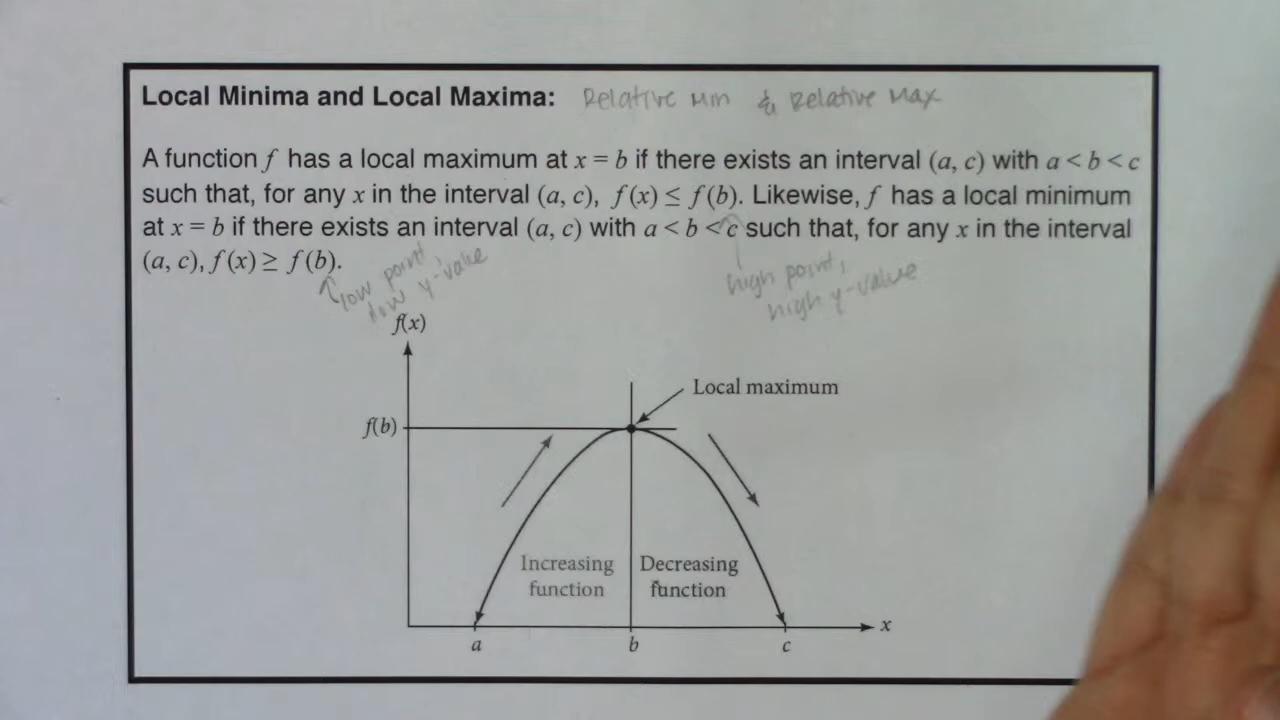 Local Minima and Local Maxima: Relative Min & Relative Max
A function f has a local maximum at x = b if there exists an interval (a, c) with a < b < c
such that, for any x in the interval (a, c), f(x) ≤ f(b). Likewise, f has a local minimum
at x = b if there exists an interval (a, c) with a < b < c such that, for any x in the interval
(a, c), f(x) ≥ f(b).
low point,
low y-value
high point,
high y-value
f(x)
Local maximum
f(b)
Increasing
function
Decreasing
function
x
a
b
c